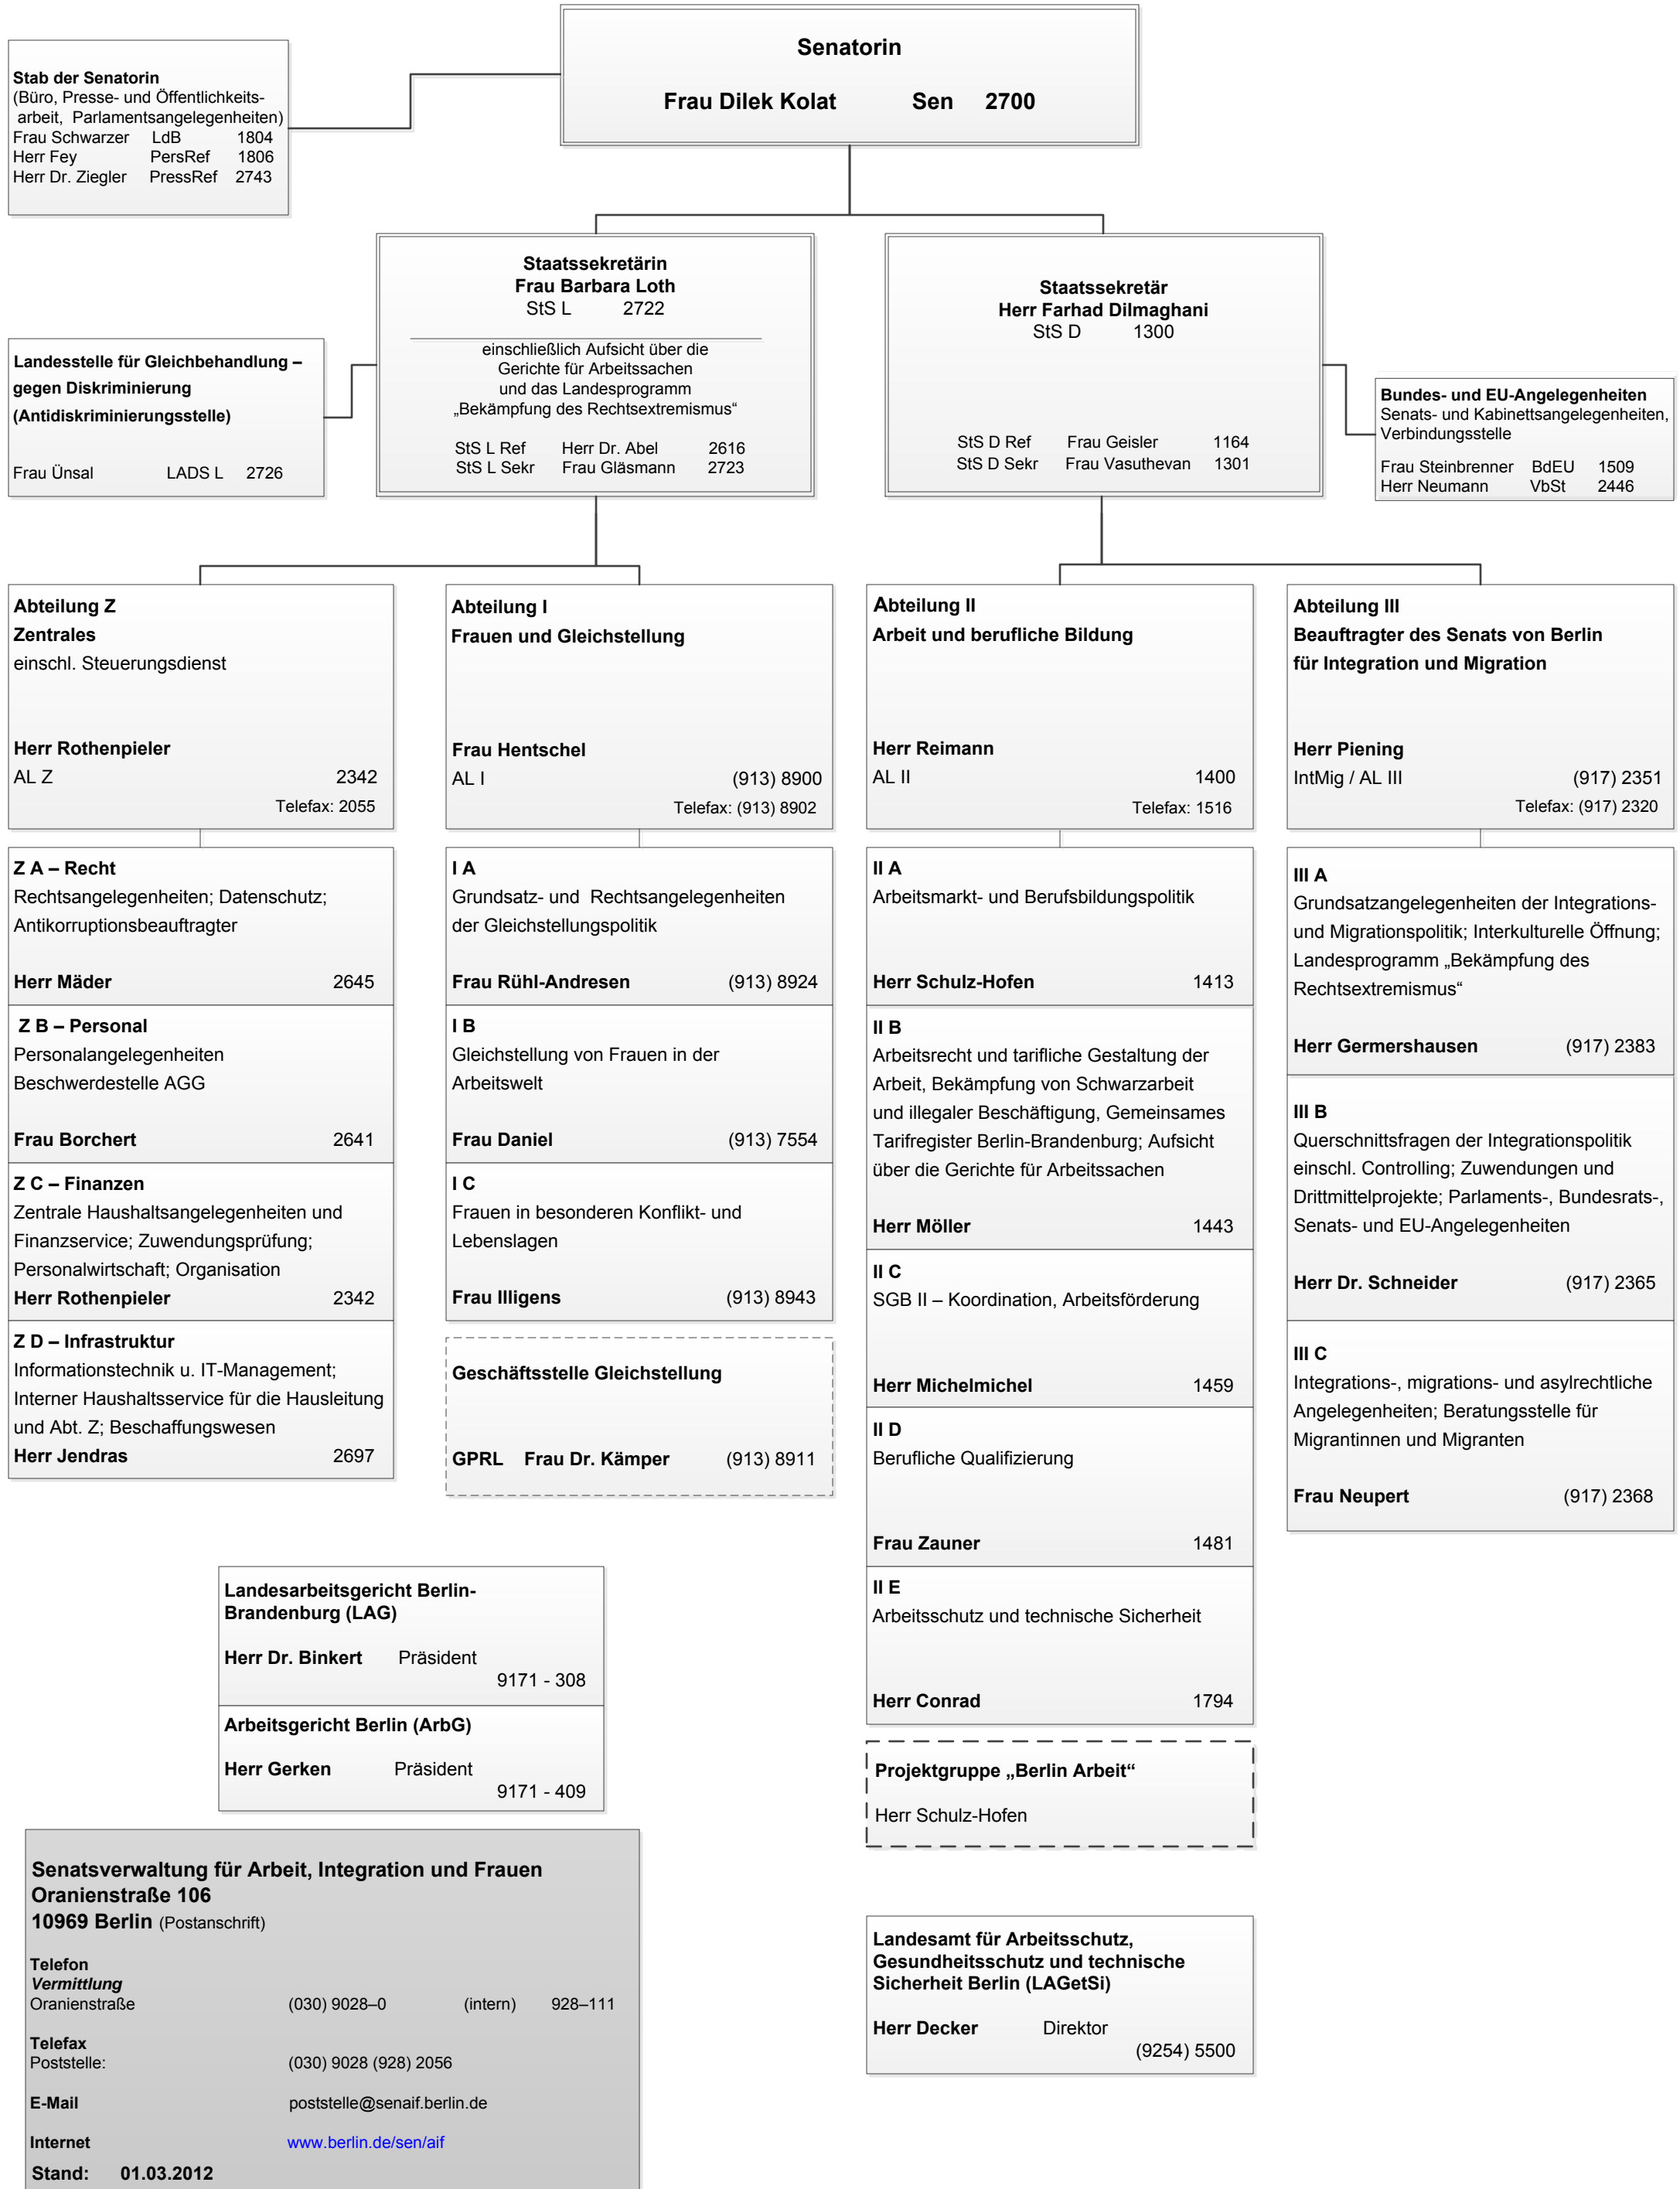 Senatorin
Frau Dilek Kolat Sen 2700
Stab der Senatorin
(Büro, Presse- und Öffentlichkeits-
arbeit, Parlamentsangelegenheiten)
Frau Schwarzer LdB 1804
Herr Fey PersRef 1806
Herr Dr. Ziegler PressRef 2743
Staatssekretärin
Frau Barbara Loth
StS L 2722
einschließlich Aufsicht über die
Gerichte für Arbeitssachen
und das Landesprogramm
„Bekämpfung des Rechtsextremismus“
StS L Ref Herr Dr. Abel 2616
StS L Sekr Frau Gläsmann 2723
Staatssekretär
Herr Farhad Dilmaghani
StS D 1300
StS D Ref Frau Geisler 1164
StS D Sekr Frau Vasuthevan 1301
Landesstelle für Gleichbehandlung –
gegen Diskriminierung
(Antidiskriminierungsstelle)
Frau Ünsal LADS L 2726
Bundes- und EU-Angelegenheiten
Senats- und Kabinettsangelegenheiten,
Verbindungsstelle
Frau Steinbrenner BdEU 1509
Herr Neumann VbSt 2446
Abteilung Z
Zentrales
einschl. Steuerungsdienst
Herr Rothenpieler
AL Z 2342
Telefax: 2055
Z A – Recht
Rechtsangelegenheiten; Datenschutz;
Antikorruptionsbeauftragter
Herr Mäder 2645
Z B – Personal
Personalangelegenheiten
Beschwerdestelle AGG
Frau Borchert 2641
Z C – Finanzen
Zentrale Haushaltsangelegenheiten und
Finanzservice; Zuwendungsprüfung;
Personalwirtschaft; Organisation
Herr Rothenpieler 2342
Z D – Infrastruktur
Informationstechnik u. IT-Management;
Interner Haushaltsservice für die Hausleitung
und Abt. Z; Beschaffungswesen
Herr Jendras 2697
Abteilung I
Frauen und Gleichstellung
Frau Hentschel
AL I (913) 8900
Telefax: (913) 8902
I A
Grundsatz- und Rechtsangelegenheiten
der Gleichstellungspolitik
Frau Rühl-Andresen (913) 8924
I B
Gleichstellung von Frauen in der
Arbeitswelt
Frau Daniel (913) 7554
I C
Frauen in besonderen Konflikt- und
Lebenslagen
Frau Illigens (913) 8943
Geschäftsstelle Gleichstellung
GPRL Frau Dr. Kämper (913) 8911
Abteilung II
Arbeit und berufliche Bildung
Herr Reimann
AL II 1400
Telefax: 1516
II A
Arbeitsmarkt- und Berufsbildungspolitik
Herr Schulz-Hofen 1413
II B
Arbeitsrecht und tarifliche Gestaltung der
Arbeit, Bekämpfung von Schwarzarbeit
und illegaler Beschäftigung, Gemeinsames
Tarifregister Berlin-Brandenburg; Aufsicht
über die Gerichte für Arbeitssachen
Herr Möller 1443
II C
SGB II – Koordination, Arbeitsförderung
Herr Michelmichel 1459
II D
Berufliche Qualifizierung
Frau Zauner 1481
II E
Arbeitsschutz und technische Sicherheit
Herr Conrad 1794
Projektgruppe „Berlin Arbeit“
Herr Schulz-Hofen
Landesamt für Arbeitsschutz,
Gesundheitsschutz und technische
Sicherheit Berlin (LAGetSi)
Herr Decker Direktor
(9254) 5500
Abteilung III
Beauftragter des Senats von Berlin
für Integration und Migration
Herr Piening
IntMig / AL III (917) 2351
Telefax: (917) 2320
III A
Grundsatzangelegenheiten der Integrations-
und Migrationspolitik; Interkulturelle Öffnung;
Landesprogramm „Bekämpfung des
Rechtsextremismus“
Herr Germershausen (917) 2383
III B
Querschnittsfragen der Integrationspolitik
einschl. Controlling; Zuwendungen und
Drittmittelprojekte; Parlaments-, Bundesrats-,
Senats- und EU-Angelegenheiten
Herr Dr. Schneider (917) 2365
III C
Integrations-, migrations- und asylrechtliche
Angelegenheiten; Beratungsstelle für
Migrantinnen und Migranten
Frau Neupert (917) 2368
Landesarbeitsgericht Berlin-
Brandenburg (LAG)
Herr Dr. Binkert Präsident
9171 - 308
Arbeitsgericht Berlin (ArbG)
Herr Gerken Präsident
9171 - 409
Senatsverwaltung für Arbeit, Integration und Frauen
Oranienstraße 106
10969 Berlin (Postanschrift)
Telefon
Vermittlung
Oranienstraße (030) 9028–0 (intern) 928–111
Telefax
Poststelle: (030) 9028 (928) 2056
E-Mail poststelle@senaif.berlin.de
Internet www.berlin.de/sen/aif
Stand: 01.03.2012